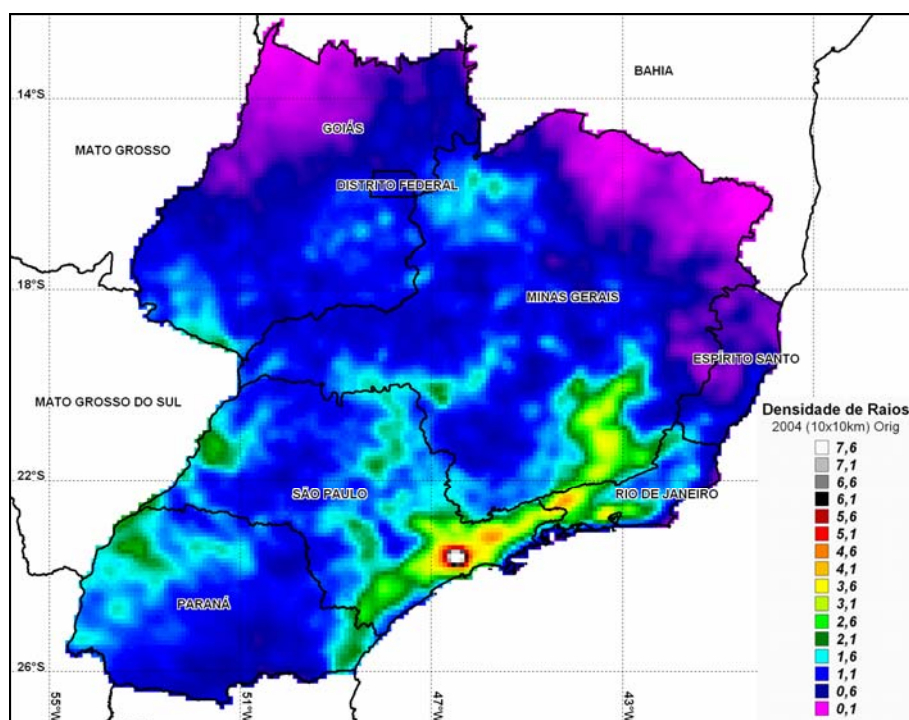 BAHIA
14°S
GOIÁS
MATO GROSSO
DISTRITO FEDERAL
18°S
MINAS GERAIS
ESPÍRITO SANTO
MATO GROSSO DO SUL
Densidade de Raios
2004 (10x10km) Orig
7,6
7,1
6,6
6,1
5,6
5,1
4,6
4,1
3,6
3,1
2,6
2,1
1,6
1,1
0,6
0,1
22°S
SÃO PAULO
RIO DE JANEIRO
PARANÁ
26°S
55°W
51°W
47°W
43°W